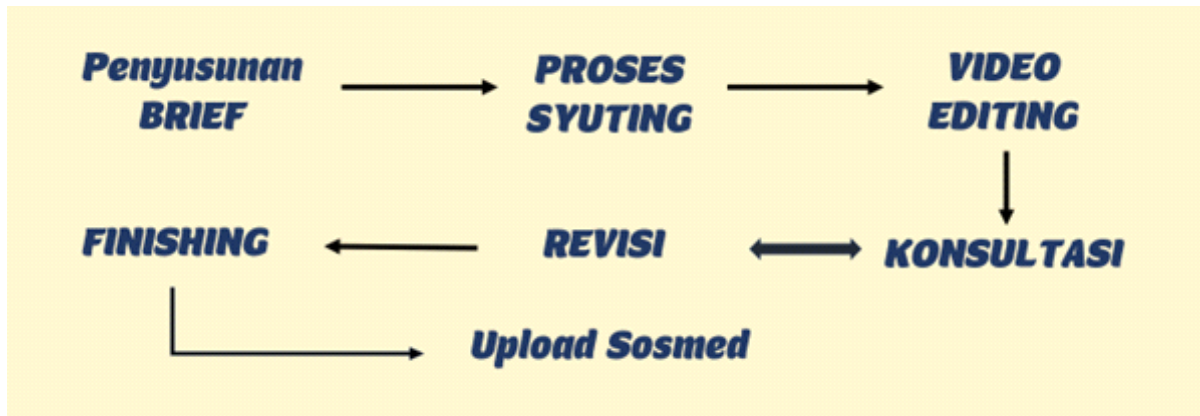 Penyusunan
BRIEF
PROSES
SYUTING
VIDEO
EDITING
FINISHING
REVISI
KONSULTASI
Upload Sosmed